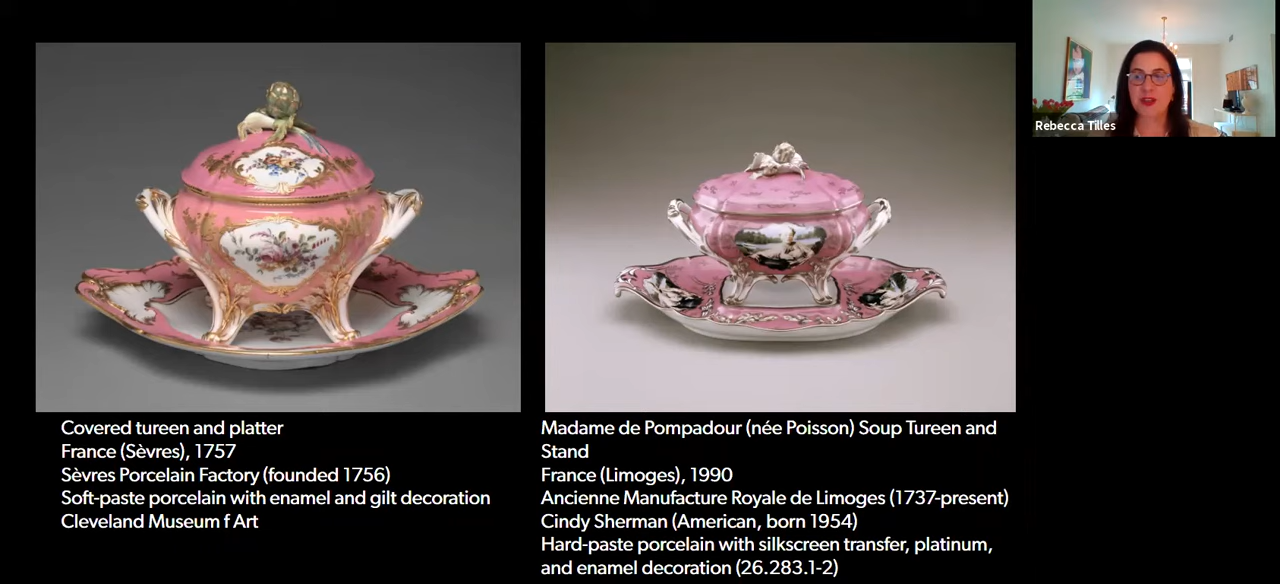 Rebecca Tilles
Covered tureen and platter
France (Sèvres), 1757
Sèvres Porcelain Factory (founded 1756)
Soft-paste porcelain with enamel and gilt decoration
Cleveland Museum f Art
Madame de Pompadour (née Poisson) Soup Tureen and
Stand
France (Limoges), 1990
Ancienne Manufacture Royale de Limoges (1737-present)
Cindy Sherman (American, born 1954)
Hard-paste porcelain with silkscreen transfer, platinum,
and enamel decoration (26.283.1-2)